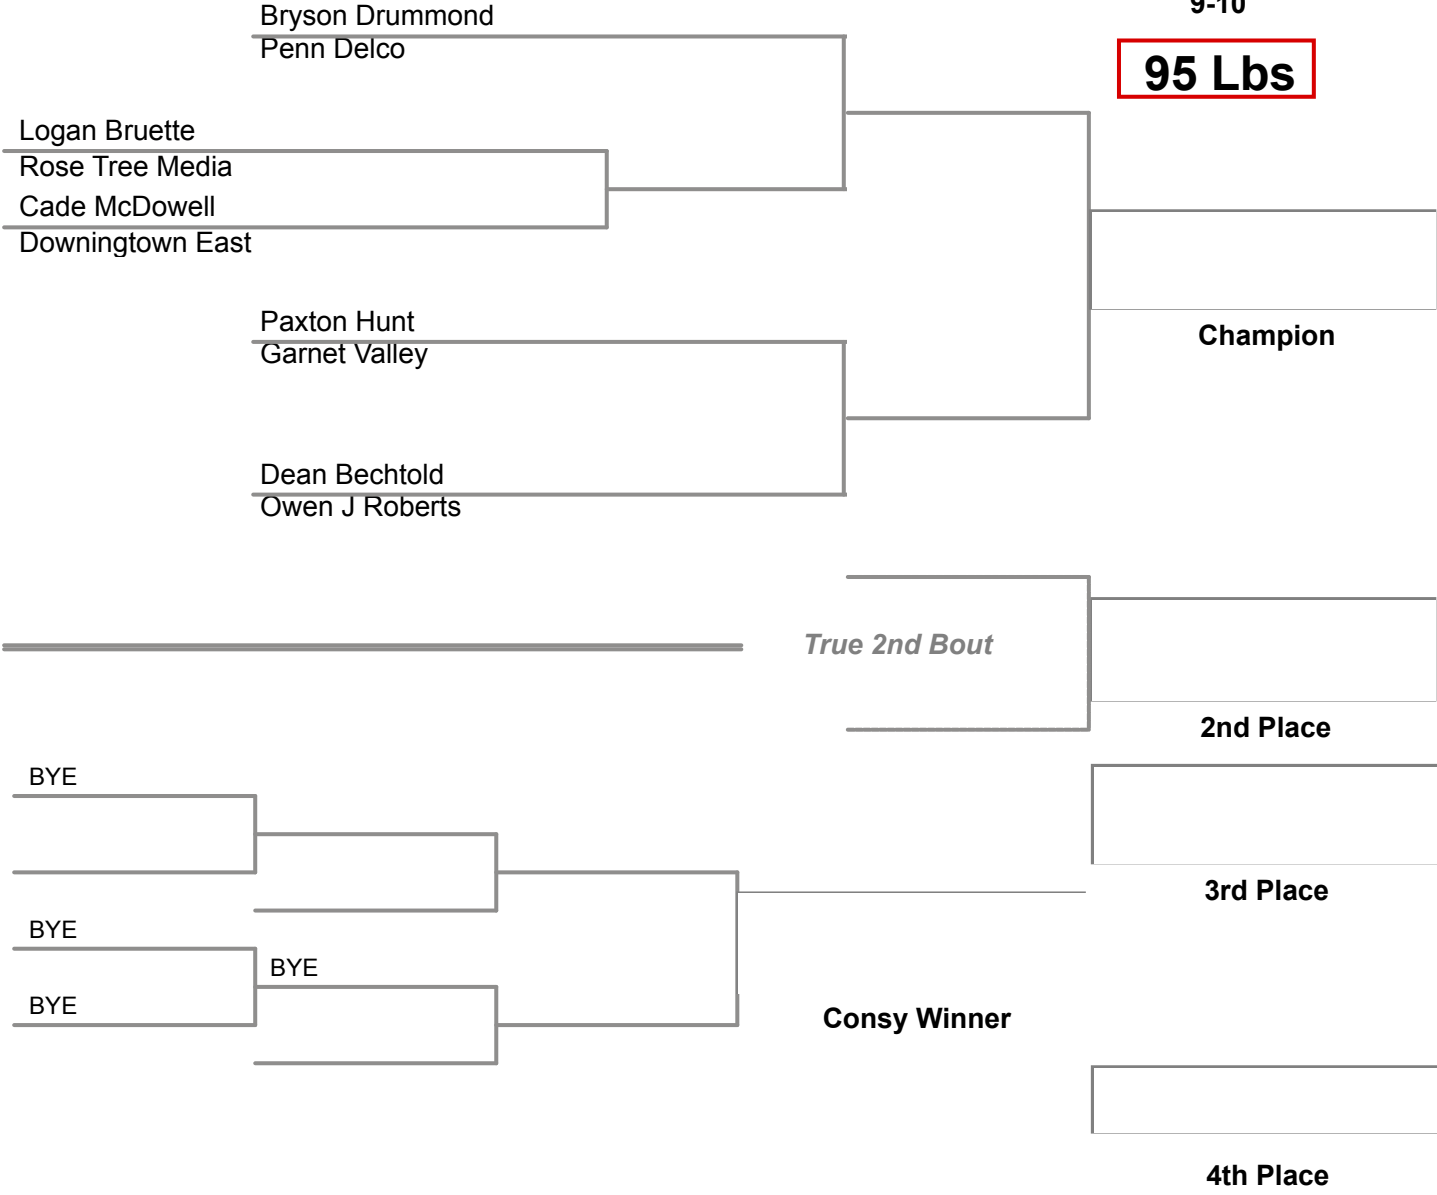 9-10
95 Lbs
Bryson Drummond
Penn Delco
Logan Bruette
Rose Tree Media
Cade McDowell
Downingtown East
Paxton Hunt
Garnet Valley
Champion
Dean Bechtold
Owen J Roberts
True 2nd Bout
2nd Place
BYE
3rd Place
BYE
BYE
BYE
Consy Winner
4th Place